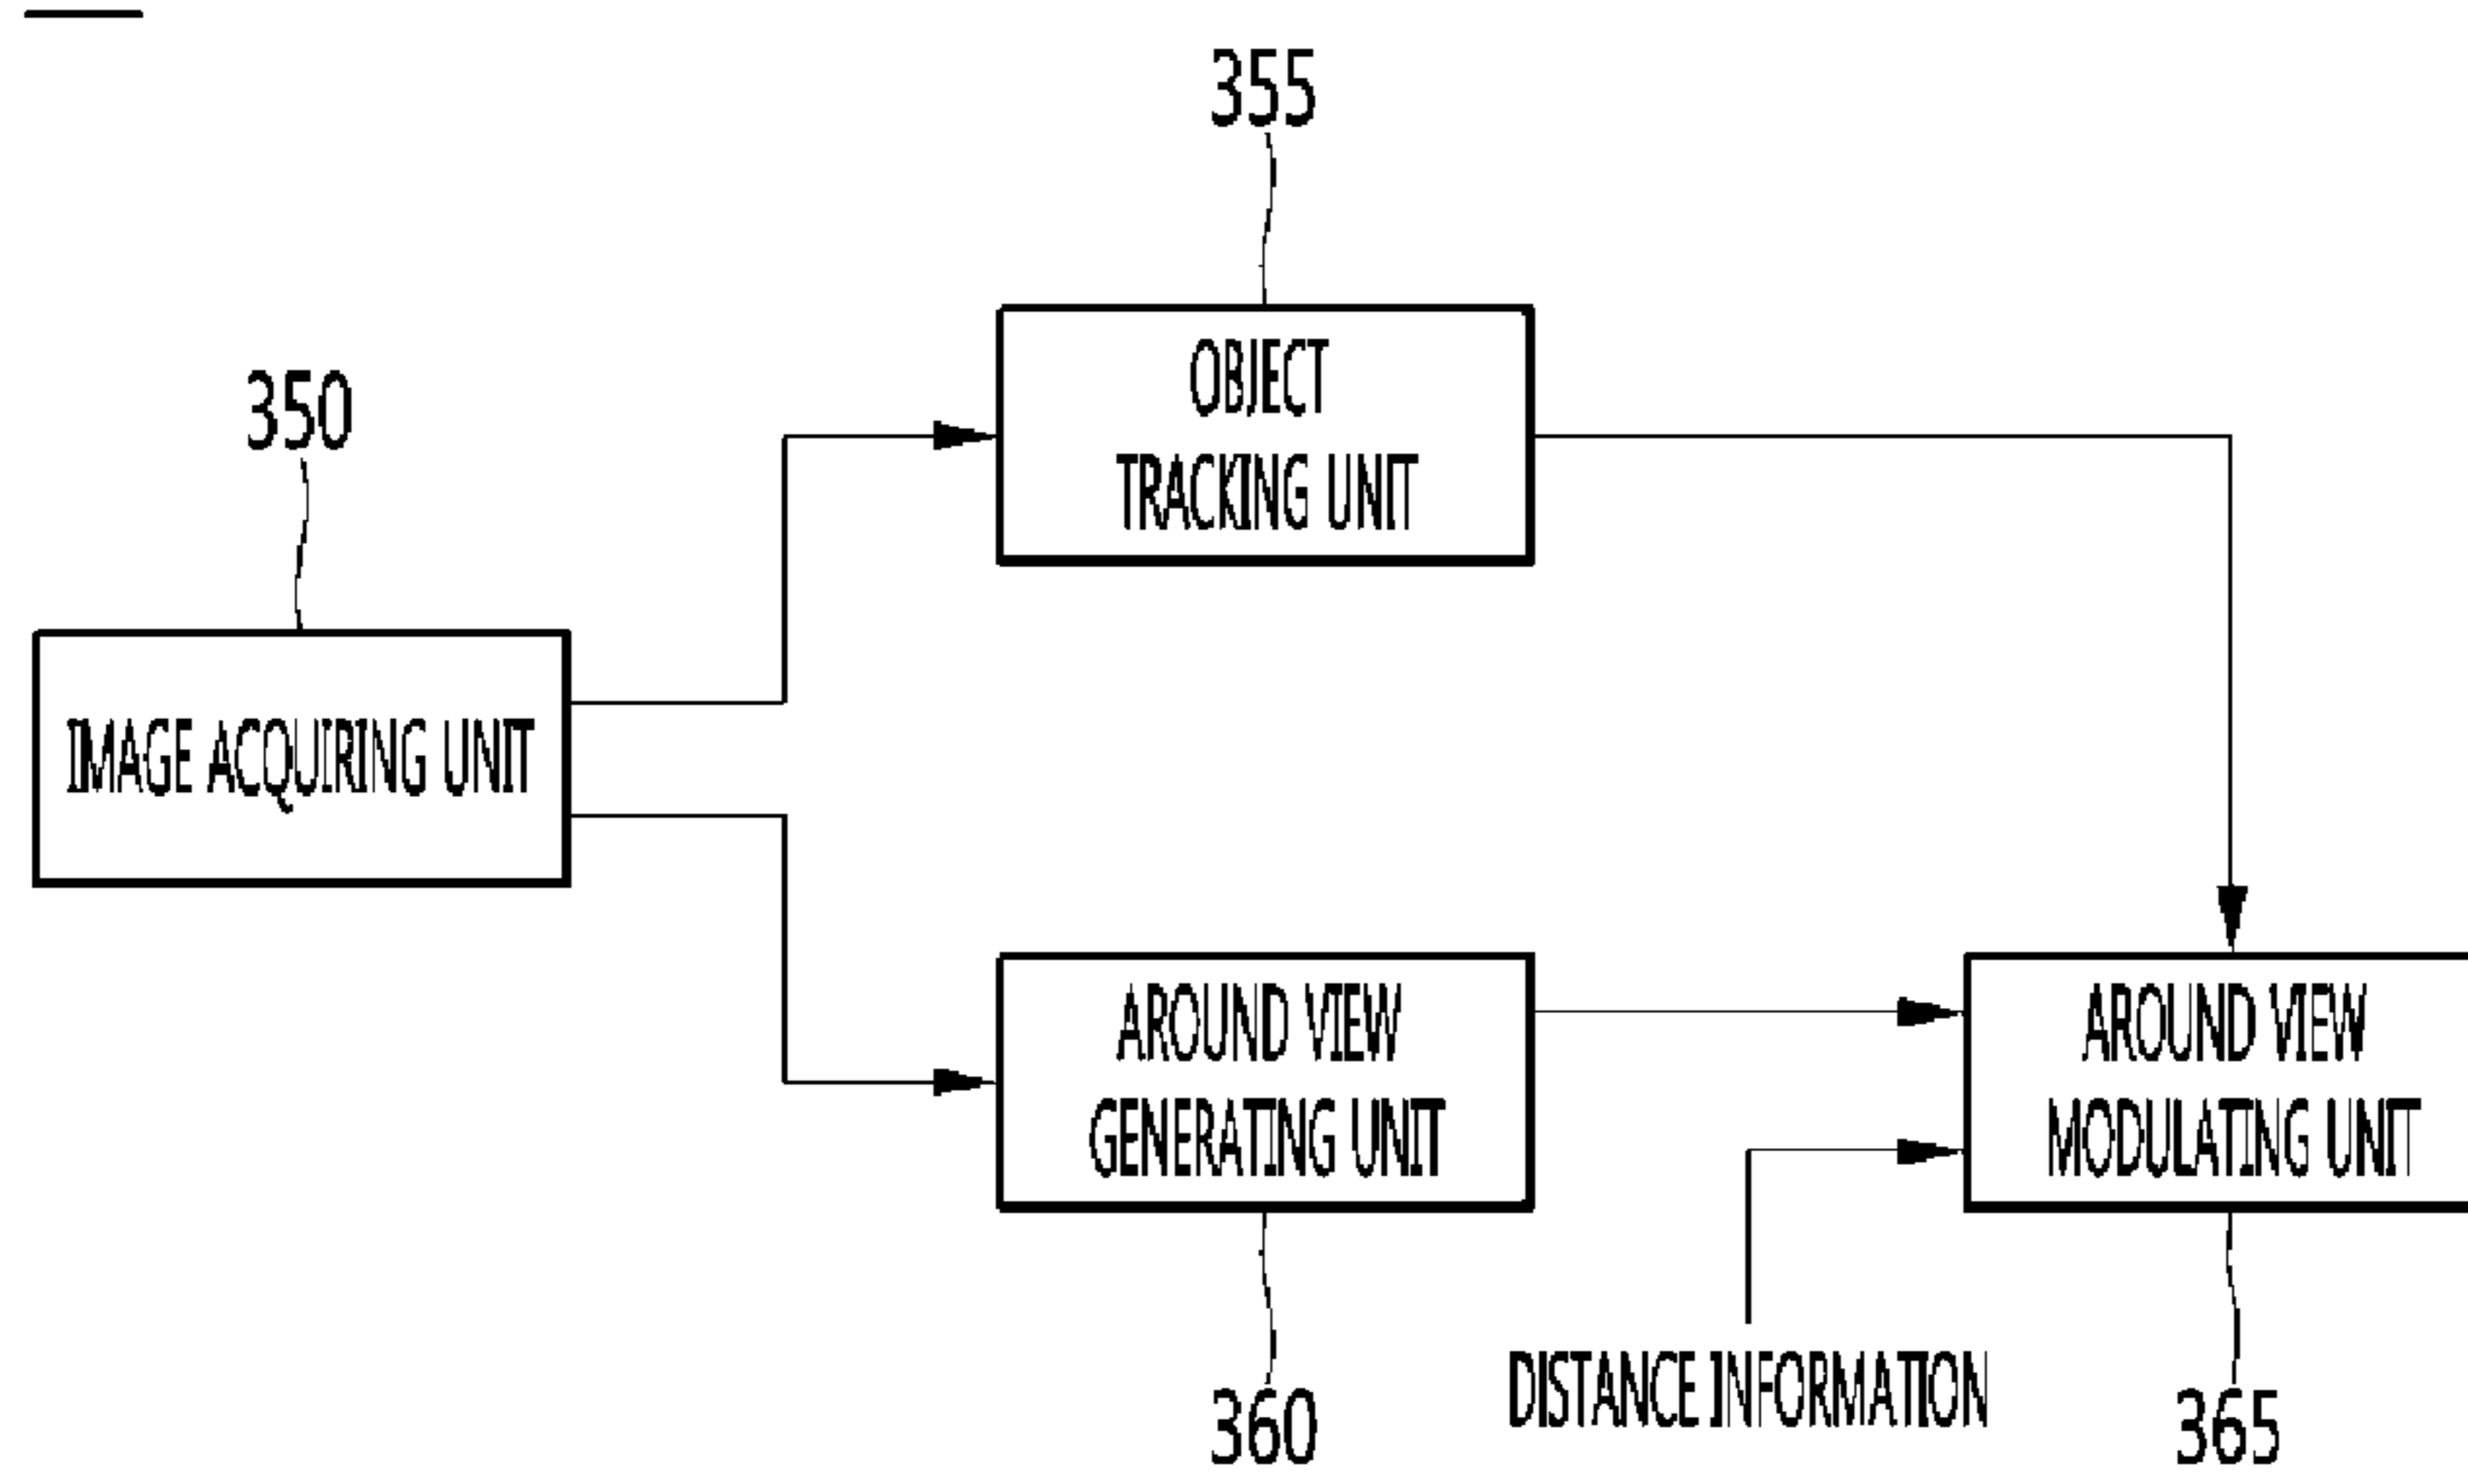 355
OBJECT
TRACKING UNIT
350
IMAGE ACQUIRING UNIT
AROUND VIEW
GENERATING UNIT
AROUND VIEW
MODULATING UNIT
DISTANCE INFORMATION
360
365